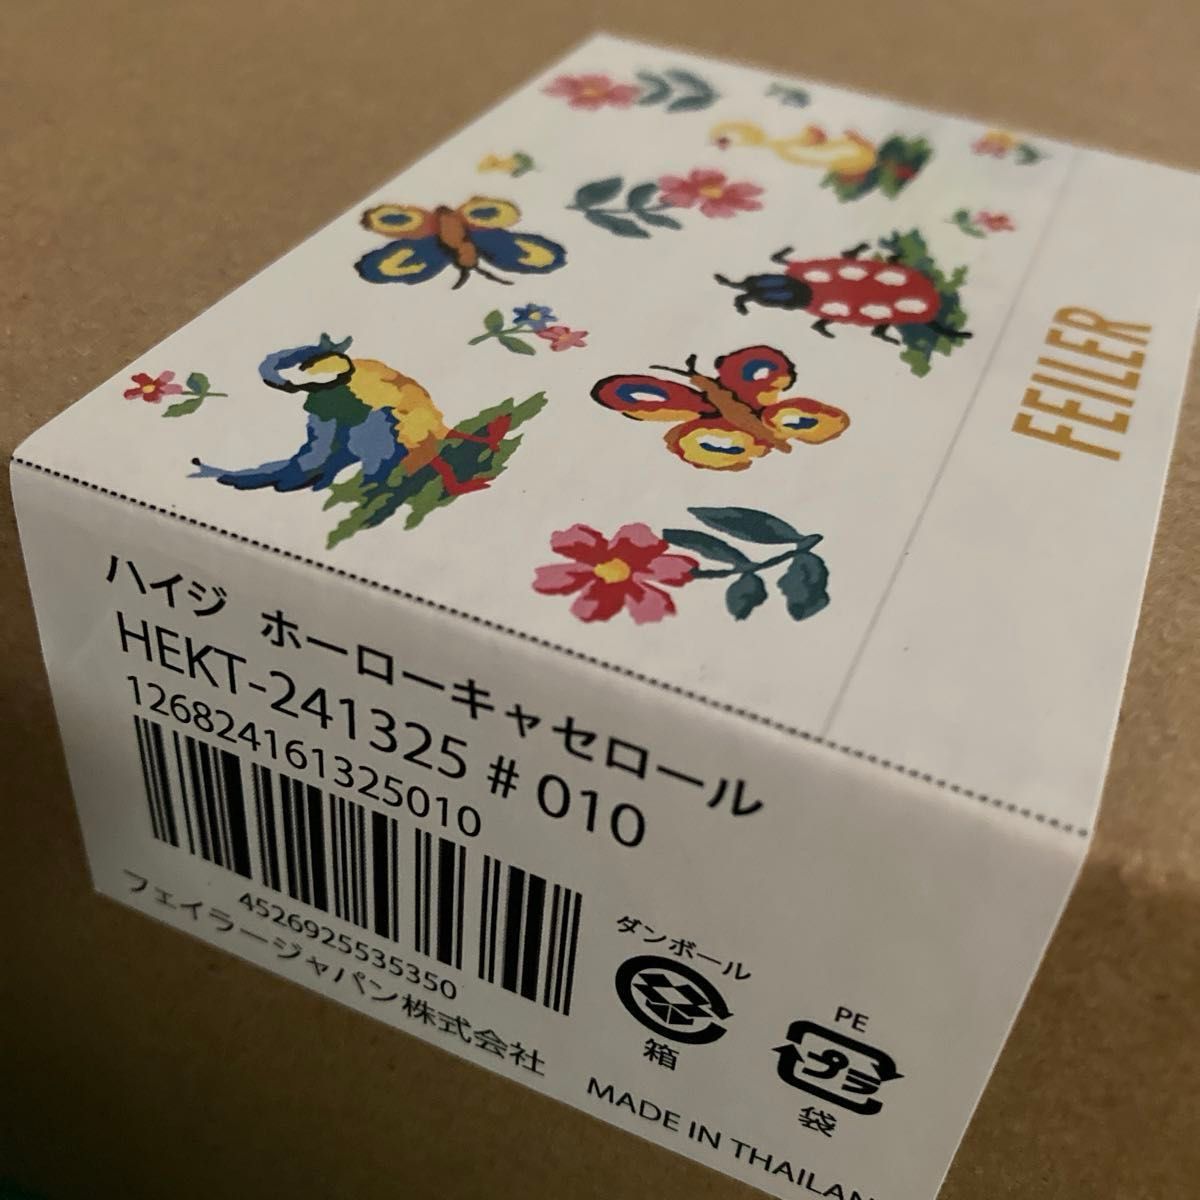 FEILER
ハイジ ホーローキャセロール
HEKT-241325 # 010
126824161325010
4526925535350
フェイラージャパン株式会社
ダンボール
箱
PE
プラ
袋
MADE IN THAILAN